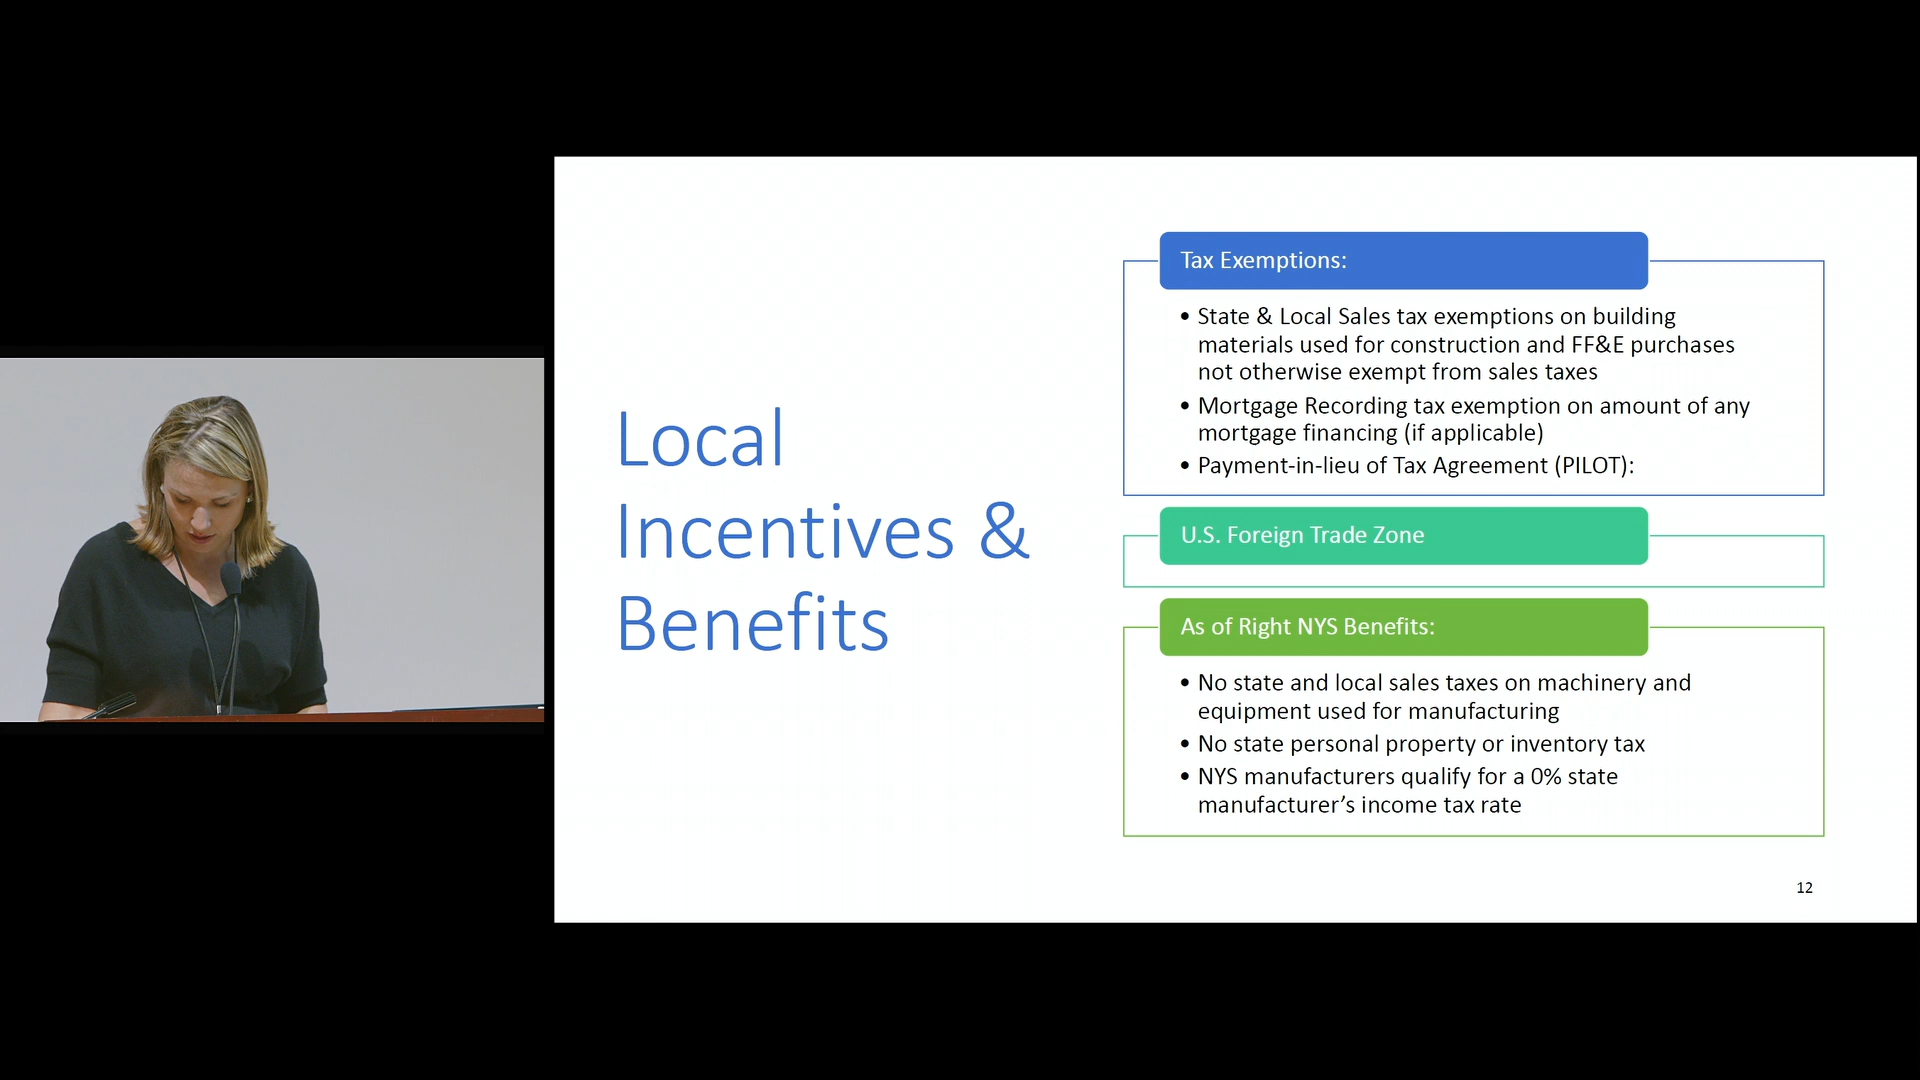 Local
Incentives &
Benefits
Tax Exemptions:
• State & Local Sales tax exemptions on building
materials used for construction and FF&E purchases
not otherwise exempt from sales taxes
• Mortgage Recording tax exemption on amount of any
mortgage financing (if applicable)
• Payment-in-lieu of Tax Agreement (PILOT):
U.S. Foreign Trade Zone
As of Right NYS Benefits:
• No state and local sales taxes on machinery and
equipment used for manufacturing
• No state personal property or inventory tax
• NYS manufacturers qualify for a 0% state
manufacturer’s income tax rate
12